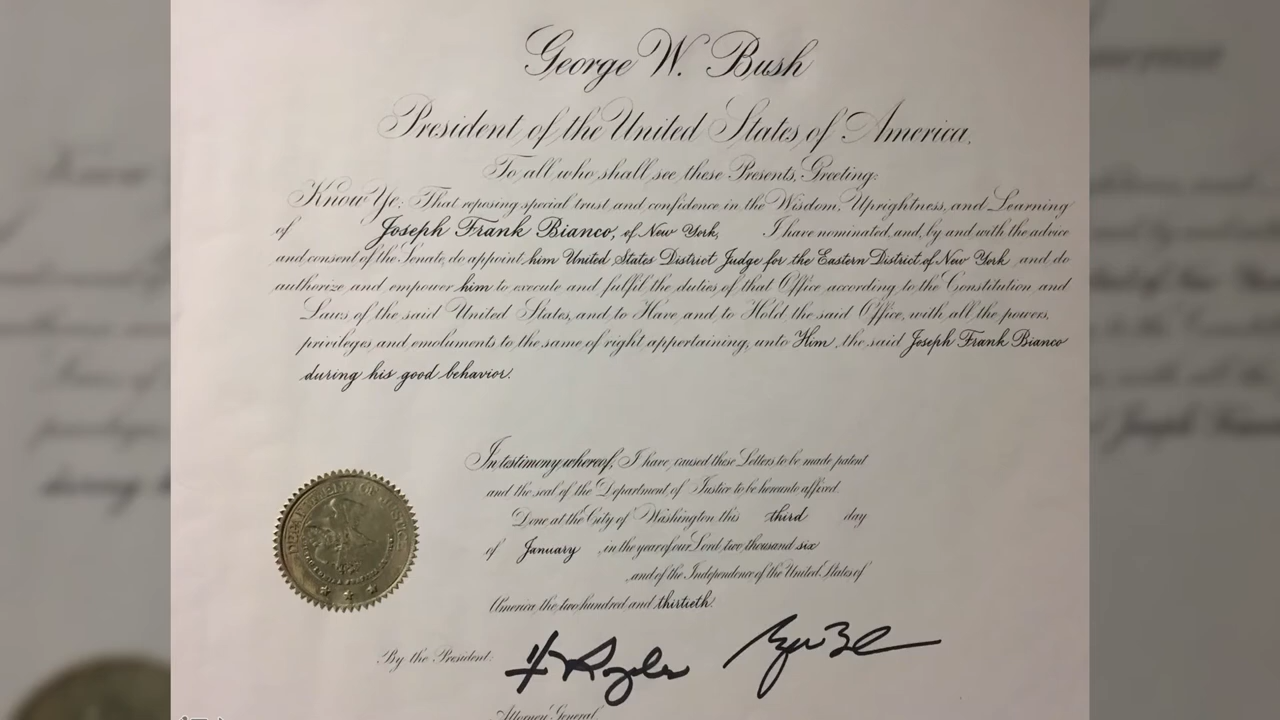 George W. Bush
President of the United States of America.
To all who shall see these Presents, Greeting:
Know Ye; That reposing special trust and confidence in the Wisdom, Uprightness, and Learning
of Joseph Frank Bianco, of New York, I have nominated, and, by and with the advice
and consent of the Senate, do appoint him United States District Judge for the Eastern District of New York, and do
authorize and empower him to execute and fulfil the duties of that Office according to the Constitution and
Laws of the said United States, and to Have and to Hold the said Office, with all the powers,
privileges and emoluments to the same of right appertaining, unto Him, the said Joseph Frank Bianco
during his good behavior.
In testimony whereof, I have caused these Letters to be made patent
and the seal of the Department of Justice to be hereunto affixed.
Done at the City of Washington this third day
of January, in the year of our Lord two thousand six
and of the Independence of the United States of
America the two hundred and thirtieth.
DEPARTMENT OF JUSTICE
By the President:
Attorney General